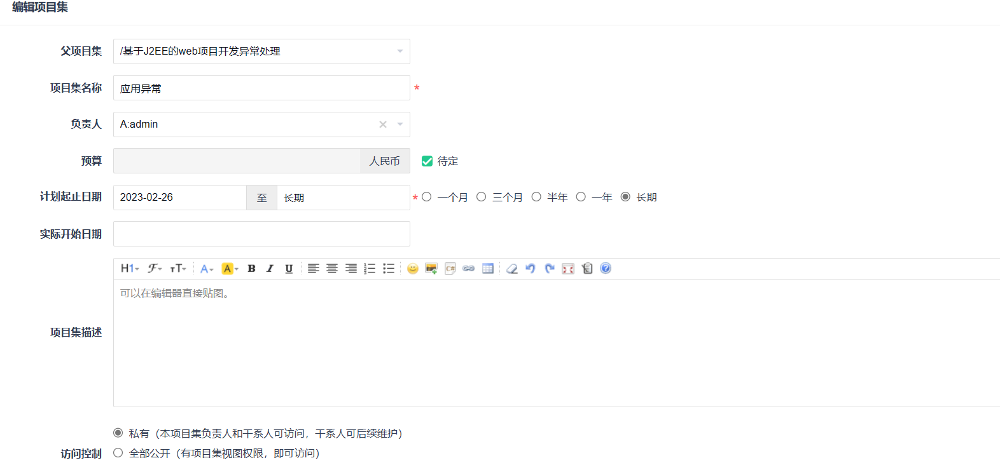 编辑项目集
父项目集 /基于J2EE的web项目开发异常处理
项目集名称 应用异常 *
负责人 A:admin
预算 人民币 待定
计划起止日期 2023-02-26 至 长期 * 一个月 三个月 半年 一年 长期
实际开始日期
H1 ℱ тT A A B I U C#
可以在编辑器直接贴图。
项目集描述
私有（本项目集负责人和干系人可访问，干系人可后续维护）
访问控制 全部公开（有项目集视图权限，即可访问）